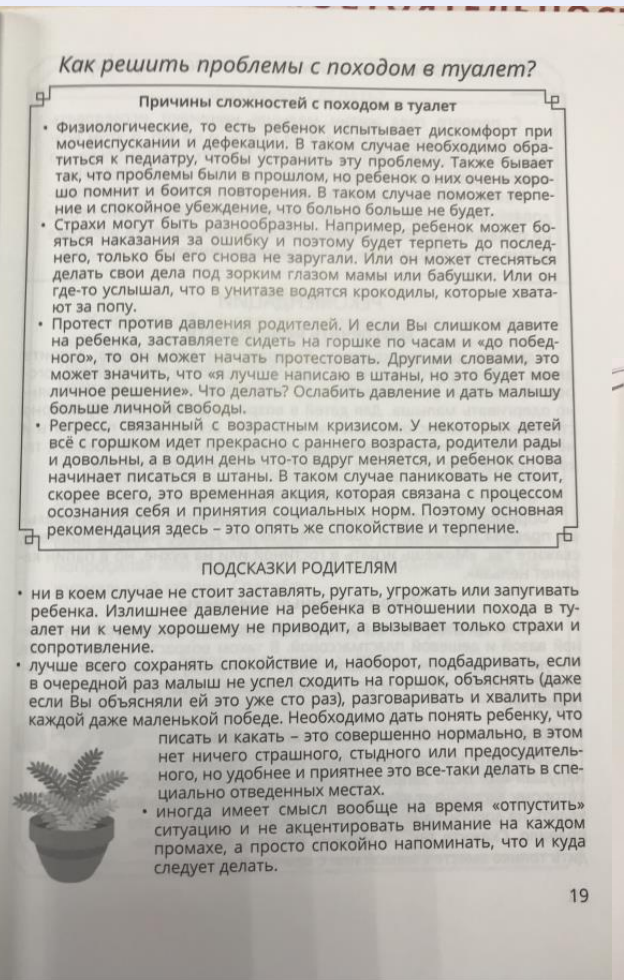 Как решить проблемы с походом в туалет?
Причины сложностей с походом в туалет
• Физиологические, то есть ребенок испытывает дискомфорт при
мочеиспускании и дефекации. В таком случае необходимо обра-
титься к педиатру, чтобы устранить эту проблему. Также бывает
так, что проблемы были в прошлом, но ребенок о них очень хоро-
шо помнит и боится повторения. В таком случае поможет терпе-
ние и спокойное убеждение, что больно больше не будет.
• Страхи могут быть разнообразны. Например, ребенок может бо-
яться наказания за ошибку и поэтому будет терпеть до послед-
него, только бы его снова не заругали. Или он может стесняться
делать свои дела под зорким глазом мамы или бабушки. Или он
где-то услышал, что в унитазе водятся крокодилы, которые хвата-
ют за попу.
• Протест против давления родителей. И если Вы слишком давите
на ребенка, заставляете сидеть на горшке по часам и «до побед-
ного», то он может начать протестовать. Другими словами, это
может значить, что «я лучше написаю в штаны, но это будет мое
личное решение». Что делать? Ослабить давление и дать малышу
больше личной свободы.
• Регресс, связанный с возрастным кризисом. У некоторых детей
всё с горшком идет прекрасно с раннего возраста, родители рады
и довольны, а в один день что-то вдруг меняется, и ребенок снова
начинает писаться в штаны. В таком случае паниковать не стоит,
скорее всего, это временная акция, которая связана с процессом
осознания себя и принятия социальных норм. Поэтому основная
рекомендация здесь – это опять же спокойствие и терпение.
ПОДСКАЗКИ РОДИТЕЛЯМ
• ни в коем случае не стоит заставлять, ругать, угрожать или запугивать
ребенка. Излишнее давление на ребенка в отношении похода в ту-
алет ни к чему хорошему не приводит, а вызывает только страхи и
сопротивление.
• лучше всего сохранять спокойствие и, наоборот, подбадривать, если
в очередной раз малыш не успел сходить на горшок, объяснять (даже
если Вы объясняли ей это уже сто раз), разговаривать и хвалить при
каждой даже маленькой победе. Необходимо дать понять ребенку, что
писать и какать – это совершенно нормально, в этом
нет ничего страшного, стыдного или предосудитель-
ного, но удобнее и приятнее это все-таки делать в спе-
циально отведенных местах.
• иногда имеет смысл вообще на время «отпустить»
ситуацию и не акцентировать внимание на каждом
промахе, а просто спокойно напоминать, что и куда
следует делать.
19